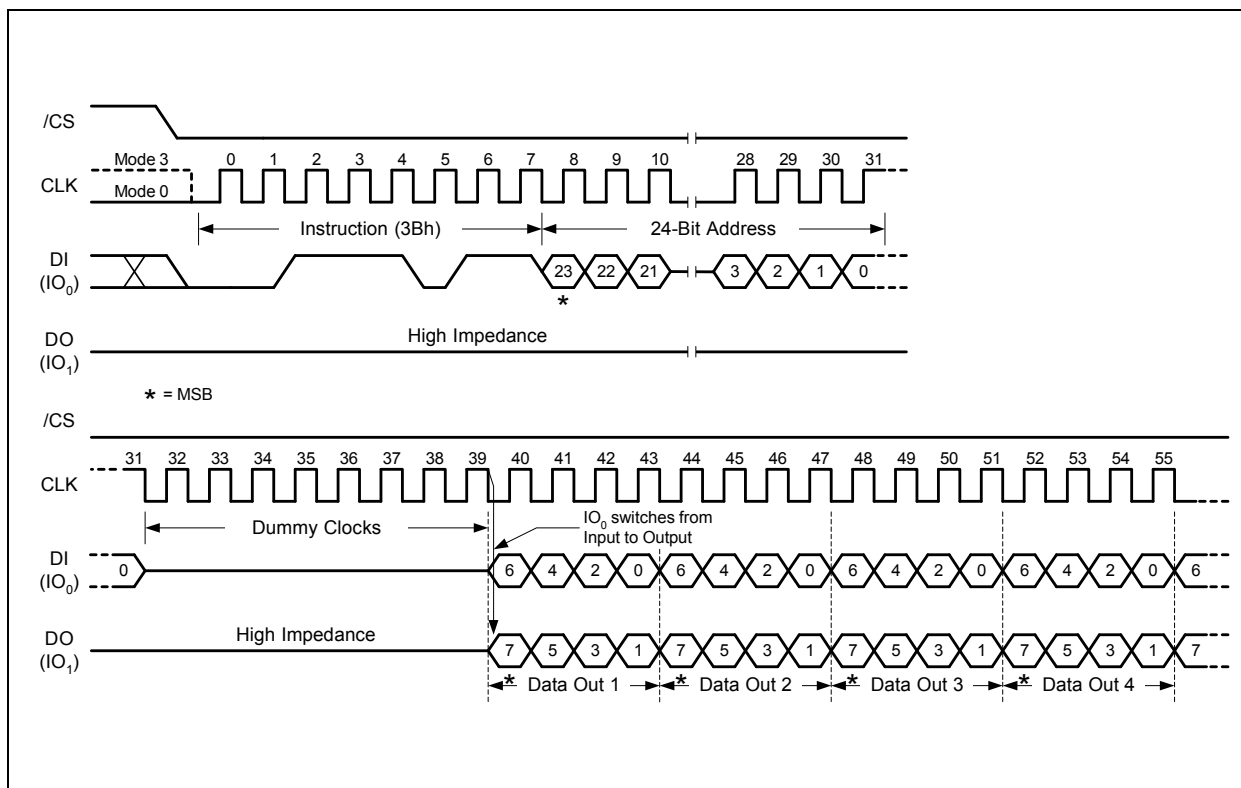 /CS
Mode 3 0 1 2 3 4 5 6 7 8 9 10 28 29 30 31
CLK
Mode 0
Instruction (3Bh) 24-Bit Address
DI
(IO0) 23 22 21 3 2 1 0
*
DO High Impedance
(IO1)
* = MSB
/CS
31 32 33 34 35 36 37 38 39 40 41 42 43 44 45 46 47 48 49 50 51 52 53 54 55
CLK
Dummy Clocks
IO0 switches from
Input to Output
DI
(IO0) 0 6 4 2 0 6 4 2 0 6 4 2 0 6 4 2 0 6
DO High Impedance
(IO1) 7 5 3 1 7 5 3 1 7 5 3 1 7 5 3 1 7
* Data Out 1 * Data Out 2 * Data Out 3 * Data Out 4